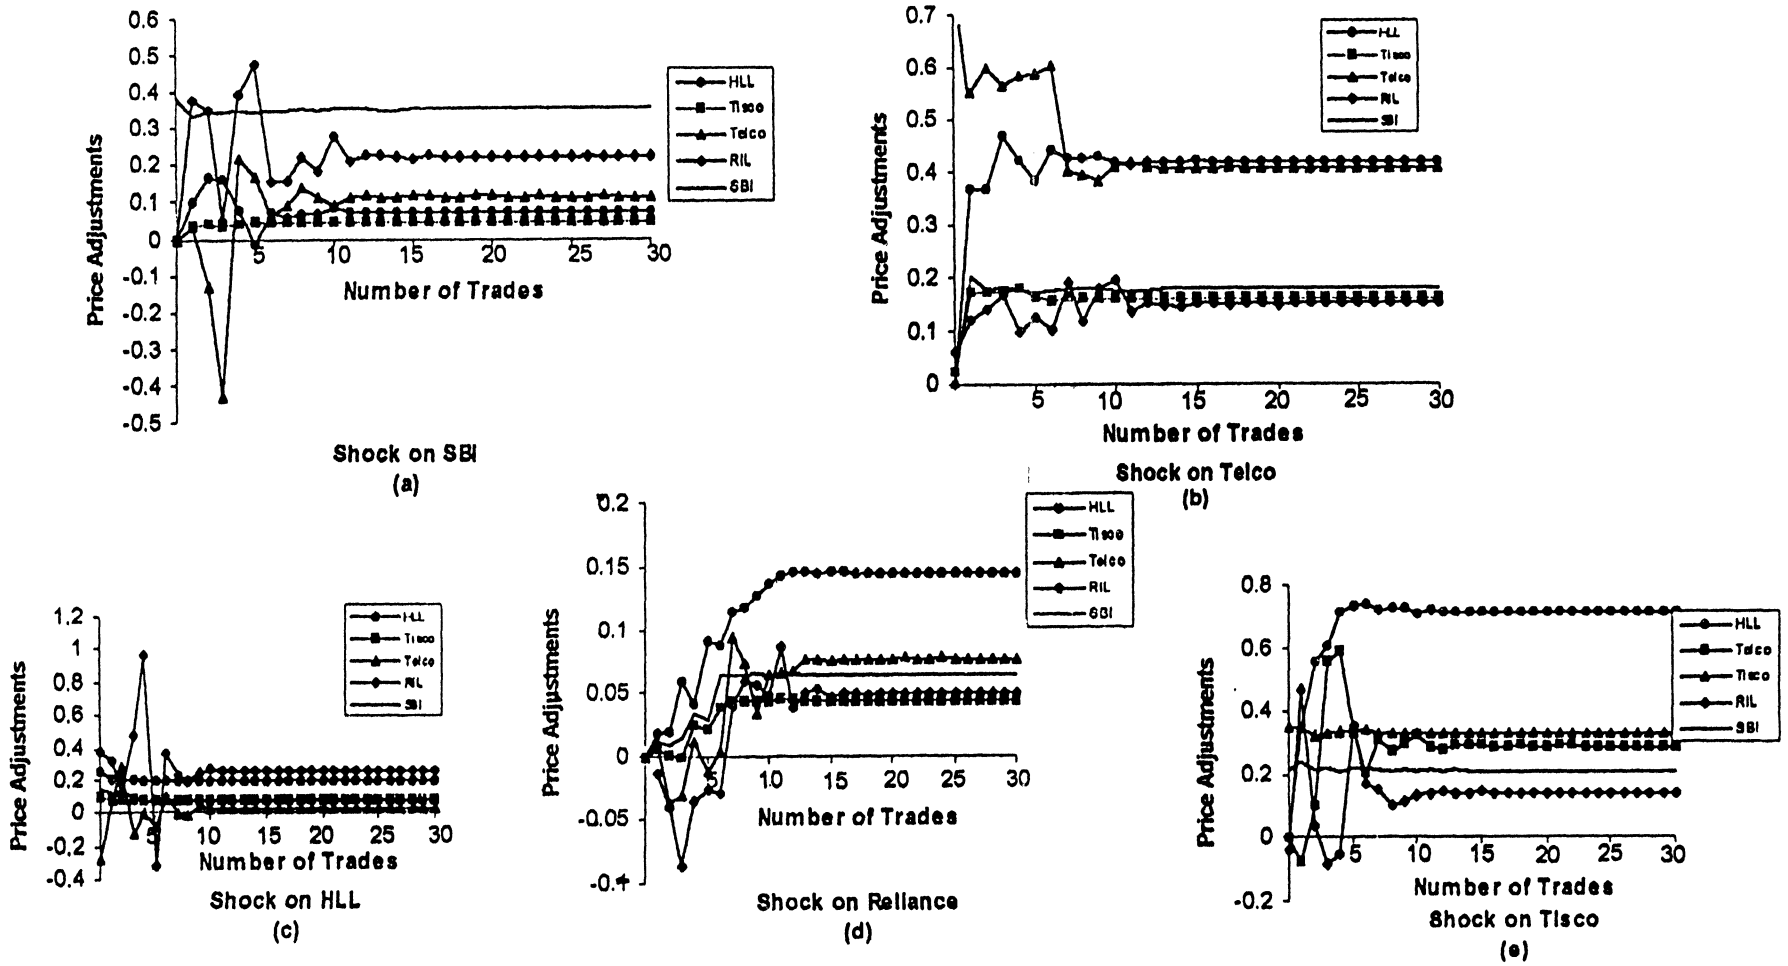 0.6
0.5
0.4
0.3
0.2
0.1
0
-0.1
-0.2
-0.3
-0.4
-0.5
Price Adjustments
5 10 15 20 25 30
Number of Trades
HLL
Tisco
Telco
RIL
SBI
Shock on SBI
(a)
0.7
0.6
0.5
0.4
0.3
0.2
0.1
0
Price Adjustments
5 10 15 20 25 30
Number of Trades
HLL
Tisco
Telco
RIL
SBI
Shock on Telco
(b)
1.2
1
0.8
0.6
0.4
0.2
0
-0.2
-0.4
Price Adjustments
5 10 15 20 25 30
Number of Trades
HLL
Tisco
Telco
RIL
SBI
Shock on HLL
(c)
0.2
0.15
0.1
0.05
0
-0.05
-0.1
Price Adjustments
5 10 15 20 25 30
Number of Trades
HLL
Tisco
Telco
RIL
SBI
Shock on Reliance
(d)
0.8
0.6
0.4
0.2
0
-0.2
Price Adjustments
5 10 15 20 25 30
Number of Trades
HLL
Telco
Tisco
RIL
SBI
Shock on Tisco
(e)